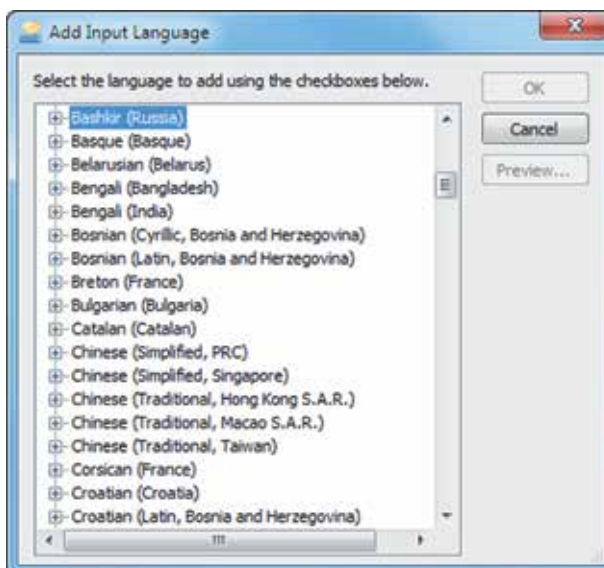 Add Input Language
Select the language to add using the checkboxes below.
OK
Cancel
Preview...
Bashkir (Russia)
Basque (Basque)
Belarusian (Belarus)
Bengali (Bangladesh)
Bengali (India)
Bosnian (Cyrillic, Bosnia and Herzegovina)
Bosnian (Latin, Bosnia and Herzegovina)
Breton (France)
Bulgarian (Bulgaria)
Catalan (Catalan)
Chinese (Simplified, PRC)
Chinese (Simplified, Singapore)
Chinese (Traditional, Hong Kong S.A.R.)
Chinese (Traditional, Macao S.A.R.)
Chinese (Traditional, Taiwan)
Corsican (France)
Croatian (Croatia)
Croatian (Latin, Bosnia and Herzegovina)